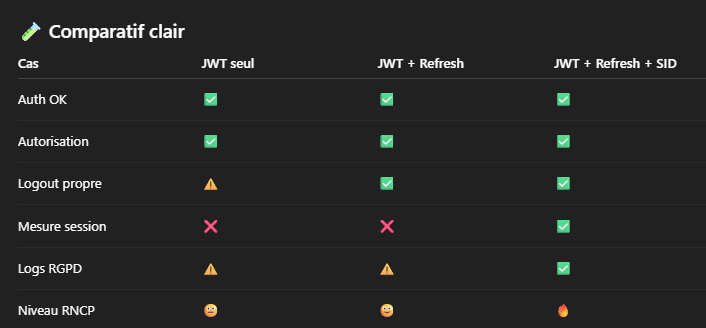 🧪 Comparatif clair
Cas JWT seul JWT + Refresh JWT + Refresh + SID
Auth OK ✅ ✅ ✅
Autorisation ✅ ✅ ✅
Logout propre ⚠️ ✅ ✅
Mesure session ❌ ❌ ✅
Logs RGPD ⚠️ ⚠️ ✅
Niveau RNCP 😐 🙂 🔥